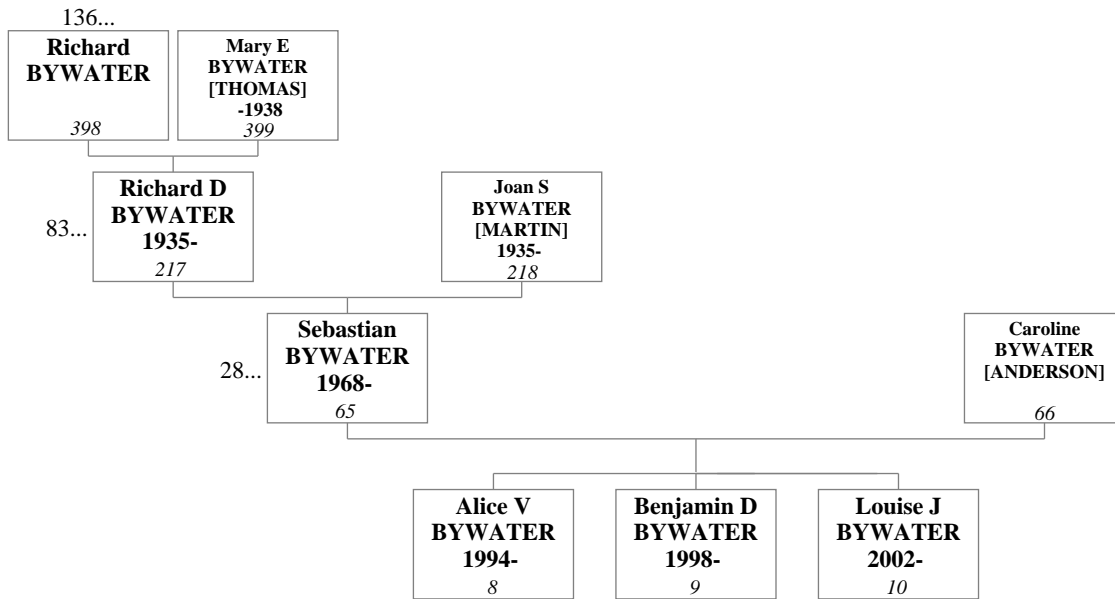 136...
Richard
BYWATER
398
Mary E
BYWATER
[THOMAS]
-1938
399
83...
Richard D
BYWATER
1935-
217
Joan S
BYWATER
[MARTIN]
1935-
218
28...
Sebastian
BYWATER
1968-
65
Caroline
BYWATER
[ANDERSON]
66
Alice V
BYWATER
1994-
8
Benjamin D
BYWATER
1998-
9
Louise J
BYWATER
2002-
10